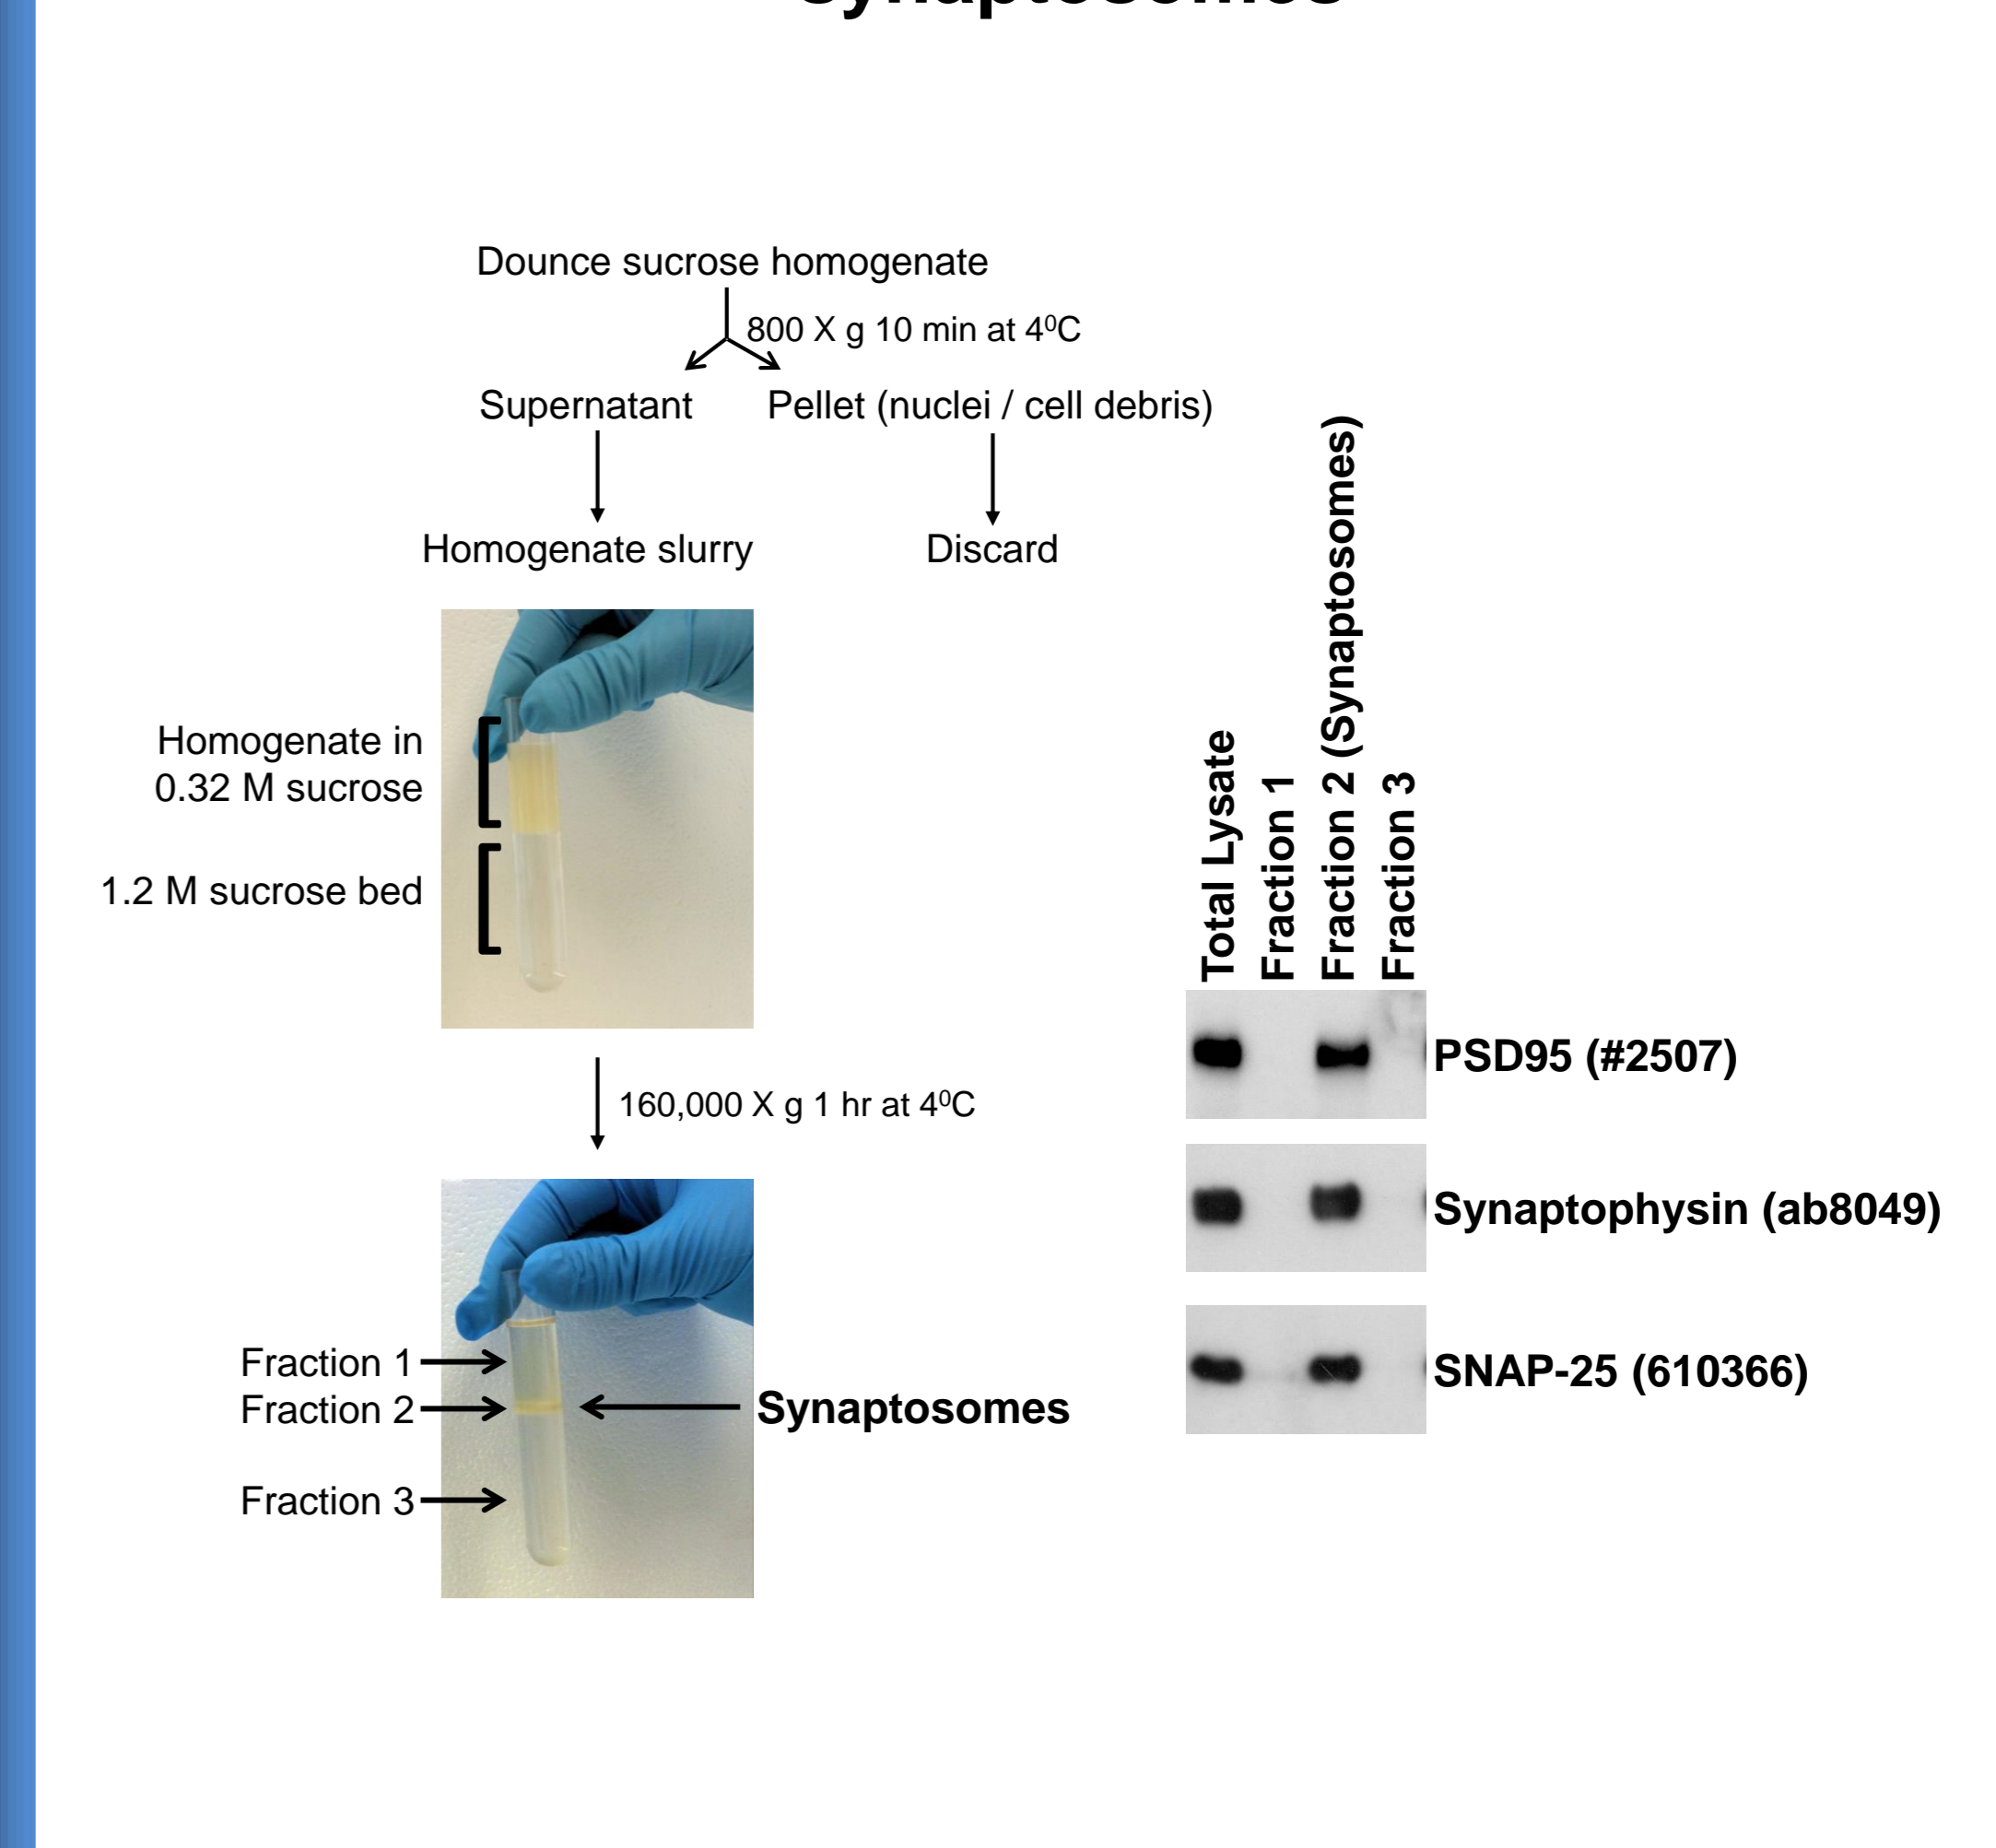 Synaptosomes
Dounce sucrose homogenate
800 X g 10 min at 4⁰C
Supernatant
Pellet (nuclei / cell debris)
Homogenate slurry
Discard
Homogenate in
0.32 M sucrose
1.2 M sucrose bed
160,000 X g 1 hr at 4⁰C
Fraction 1
Fraction 2
Synaptosomes
Fraction 3
Total Lysate
Fraction 1
Fraction 2 (Synaptosomes)
Fraction 3
PSD95 (#2507)
Synaptophysin (ab8049)
SNAP-25 (610366)